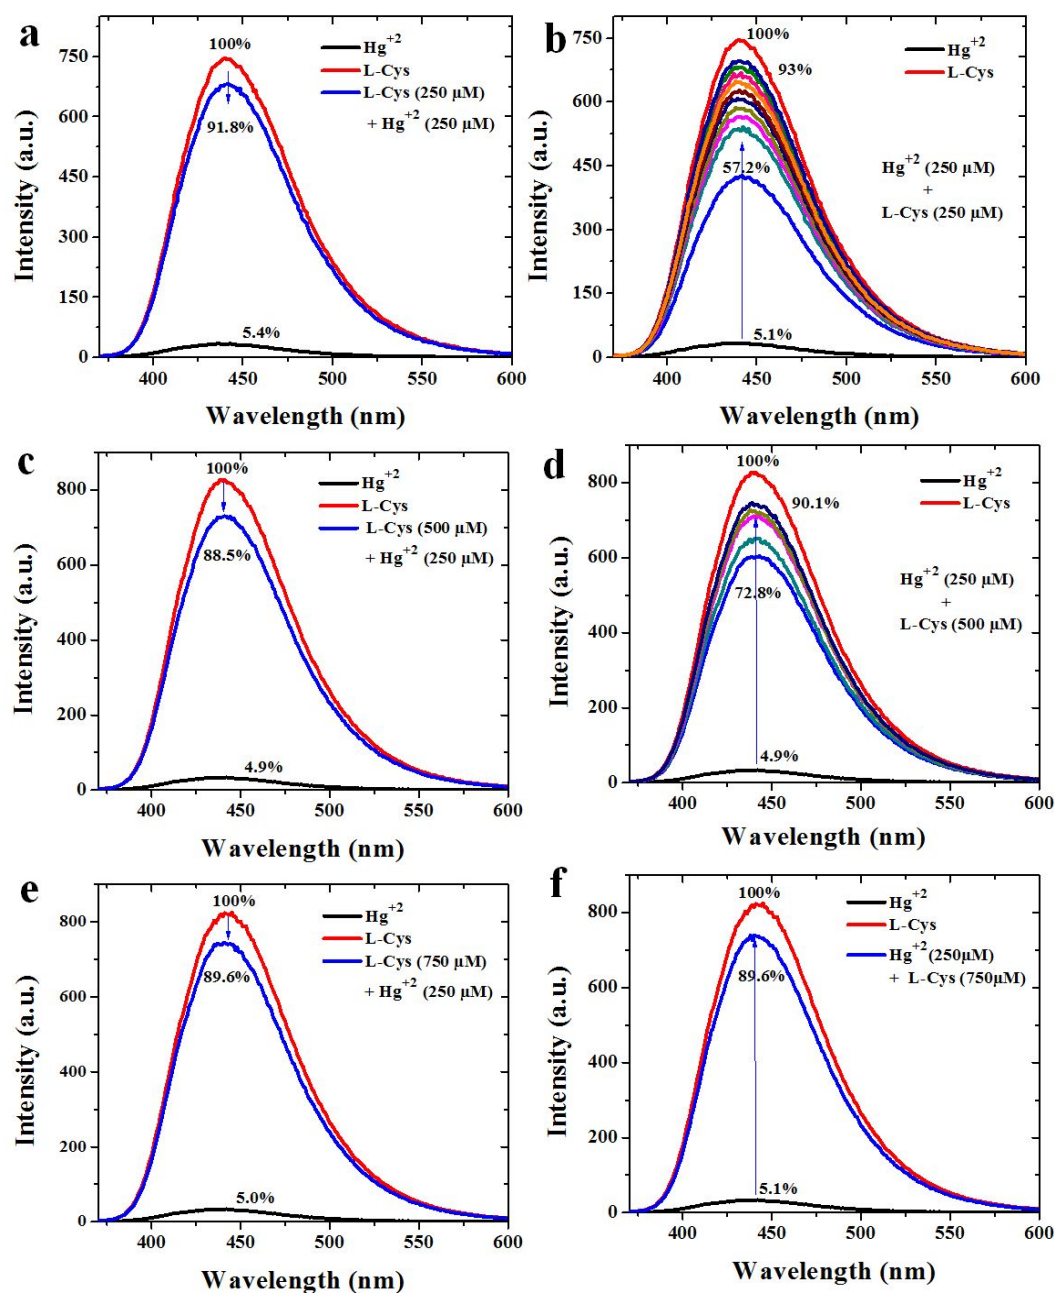 a
100%
Hg+2
L-Cys
L-Cys (250 μM)
+ Hg+2 (250 μM)
91.8%
5.4%
750
600
450
300
150
0
400 450 500 550 600
Intensity (a.u.)
Wavelength (nm)
b
100%
93%
Hg+2
L-Cys
57.2%
Hg+2 (250 μM)
+
L-Cys (250 μM)
5.1%
750
600
450
300
150
0
400 450 500 550 600
Intensity (a.u.)
Wavelength (nm)
c
100%
Hg+2
L-Cys
L-Cys (500 μM)
+ Hg+2 (250 μM)
88.5%
4.9%
800
600
400
200
0
400 450 500 550 600
Intensity (a.u.)
Wavelength (nm)
d
100%
90.1%
Hg+2
L-Cys
72.8%
Hg+2 (250 μM)
+
L-Cys (500 μM)
4.9%
800
600
400
200
0
400 450 500 550 600
Intensity (a.u.)
Wavelength (nm)
e
100%
Hg+2
L-Cys
L-Cys (750 μM)
+ Hg+2 (250 μM)
89.6%
5.0%
800
600
400
200
0
400 450 500 550 600
Intensity (a.u.)
Wavelength (nm)
f
100%
Hg+2
L-Cys
Hg+2 (250μM)
+ L-Cys (750μM)
89.6%
5.1%
800
600
400
200
0
400 450 500 550 600
Intensity (a.u.)
Wavelength (nm)